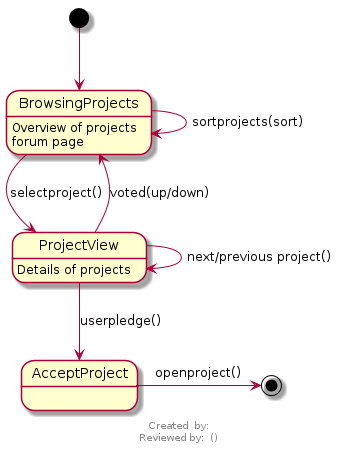 BrowsingProjects
Overview of projects
forum page
sortprojects(sort)
selectproject()
voted(up/down)
ProjectView
Details of projects
next/previous project()
userpledge()
AcceptProject
openproject()
Created by:
Reviewed by: ()